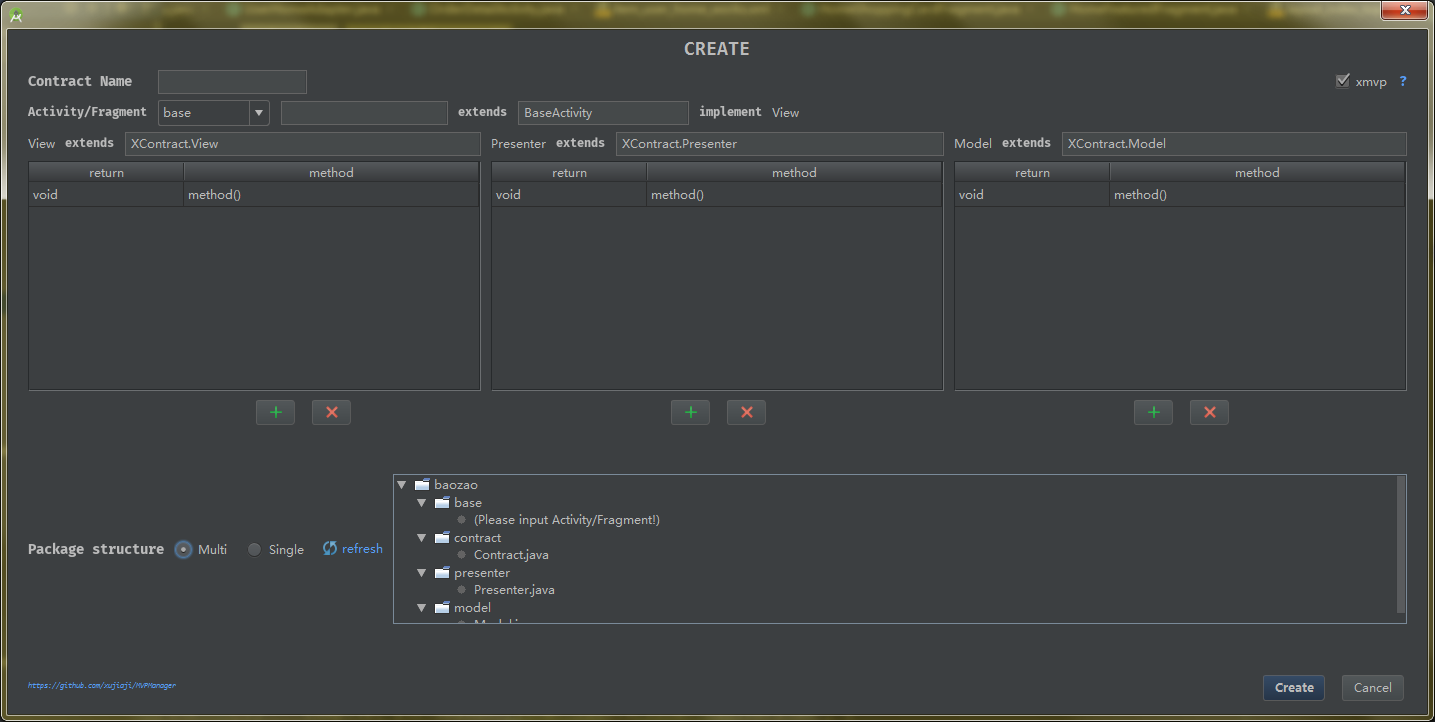 CREATE
Contract Name
xmvp ?
Activity/Fragment base extends BaseActivity implement View
View extends XContract.View Presenter extends XContract.Presenter Model extends XContract.Model
return method return method return method
void method() void method() void method()
baozao
base
(Please input Activity/Fragment!)
contract
Package structure Multi Single refresh
Contract.java
presenter
Presenter.java
model
https://github.com/xujiaji/MVPManager
Create Cancel